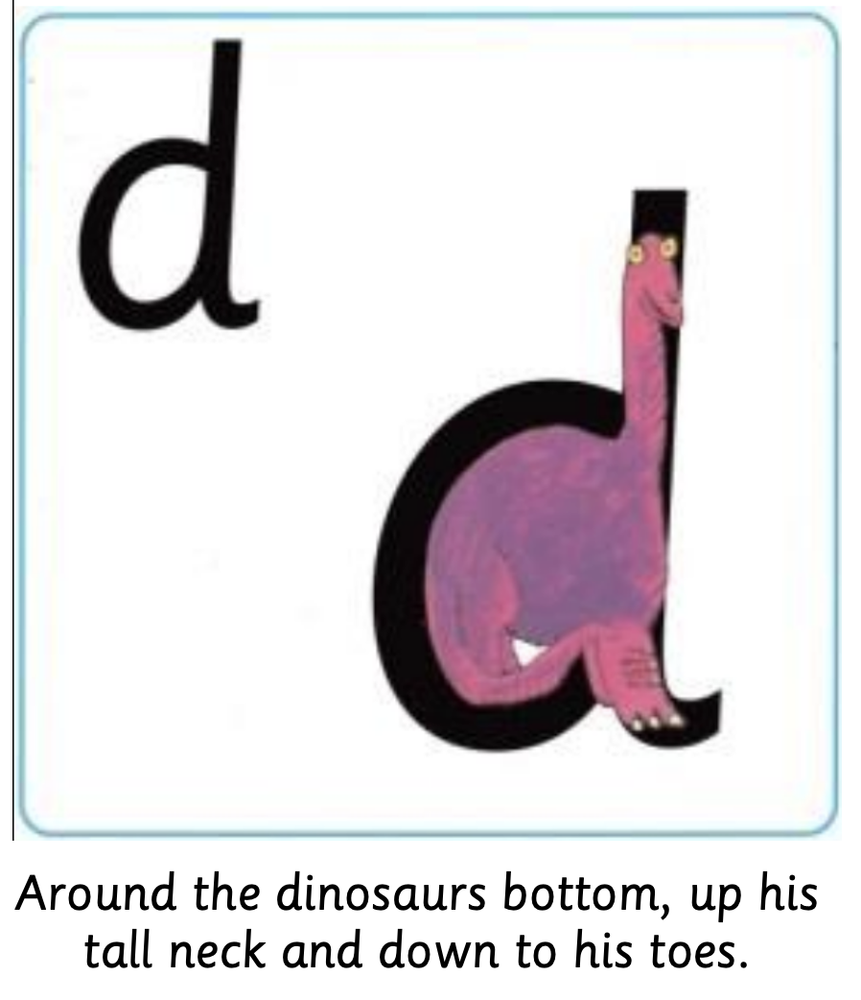 d
d
Around the dinosaurs bottom, up his
tall neck and down to his toes.